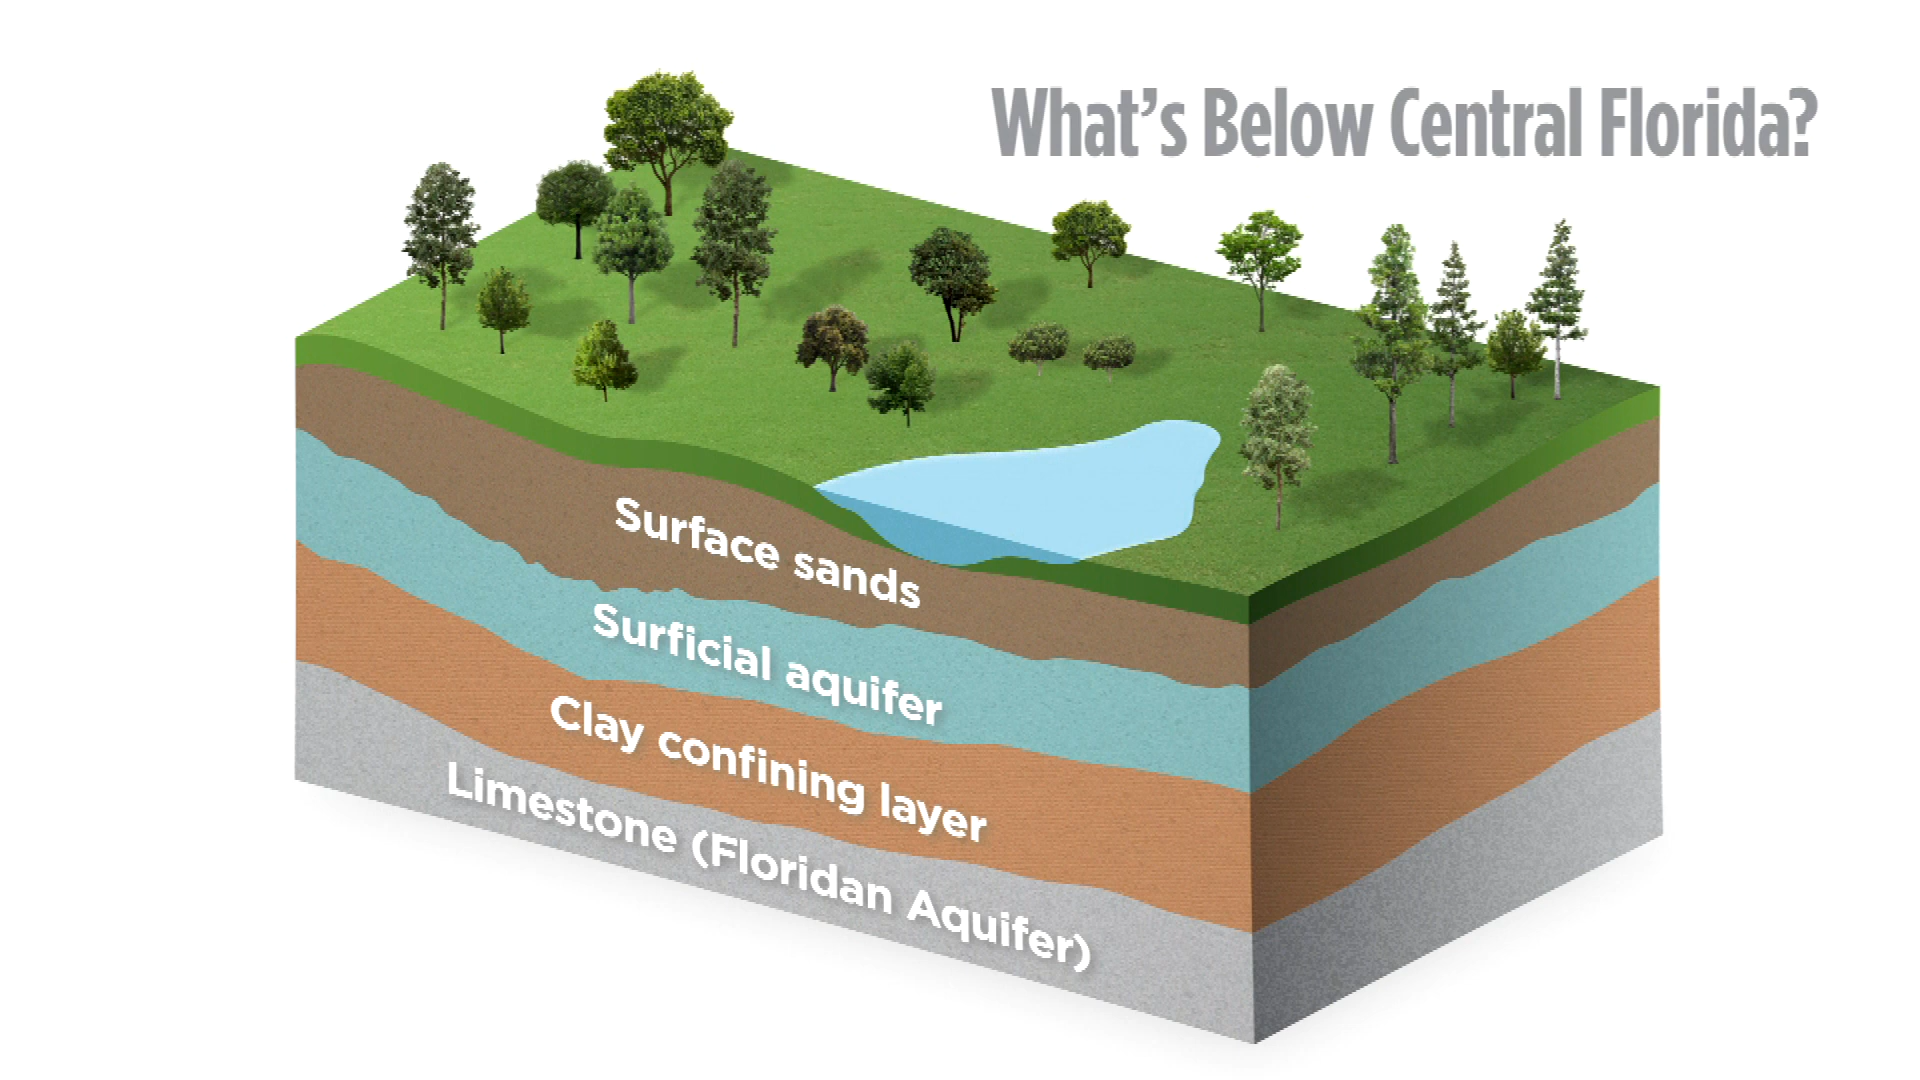 What's Below Central Florida?
Surface sands
Surficial aquifer
Clay confining layer
Limestone (Floridan Aquifer)